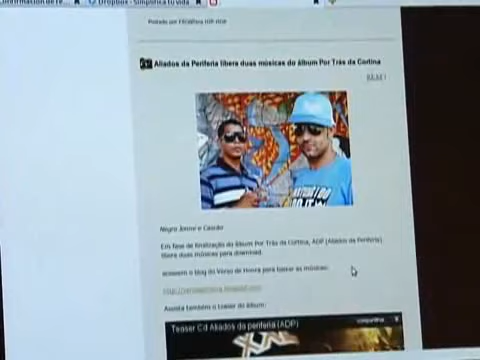 Dropbox - Simplifica tu vida
Postado por
Aliados da Periferia libera duas músicas do álbum Por Trás da Cortina
Negro Junior e Cascão
Em fase de finalização do álbum Por Trás da Cortina, ADP (Aliados da Periferia)
libera duas músicas para download.
acessem o blog do Verso de Honra para baixar as músicas:
Assista também o teaser do álbum:
Teaser Cd Aliados da periferia (ADP)
compartilhar